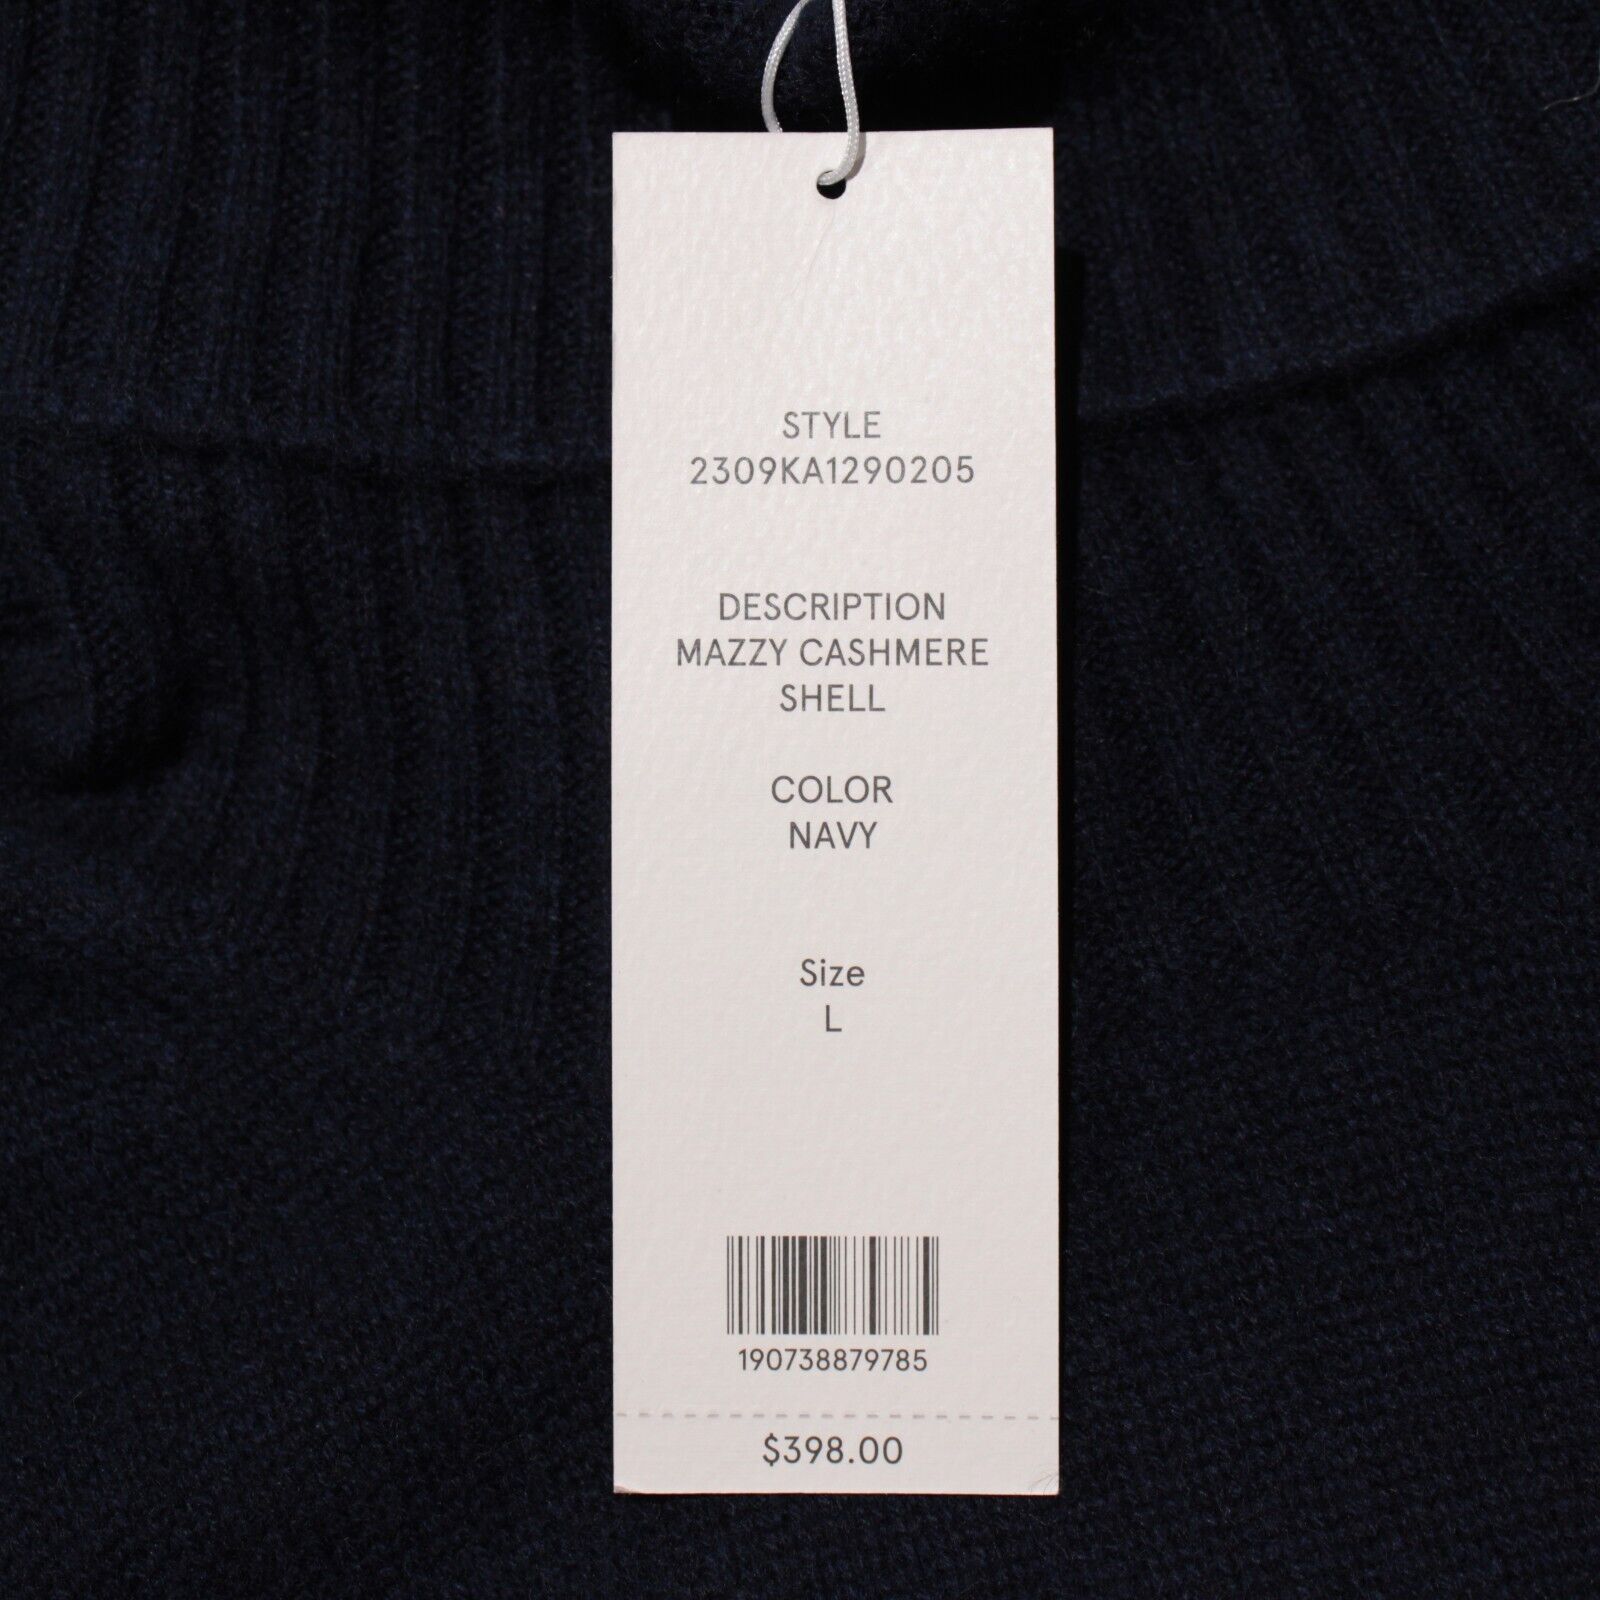 STYLE
2309KA1290205
DESCRIPTION
MAZZY CASHMERE
SHELL
COLOR
NAVY
Size
L
190738879785
$398.00